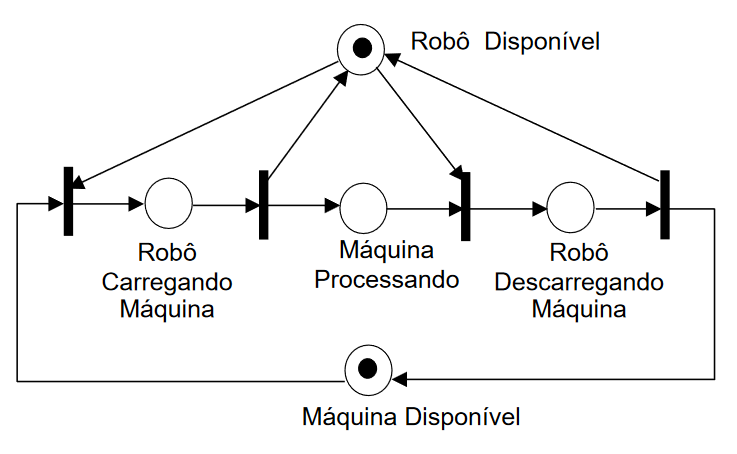 Robô Disponível
Robô
Carregando
Máquina
Máquina
Processando
Robô
Descarregando
Máquina
Máquina Disponível